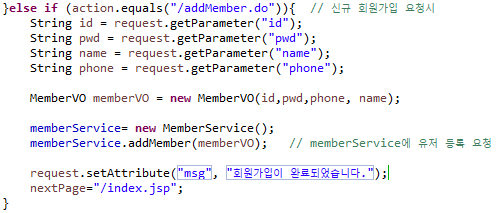 }else if (action.equals("/addMember.do")){  // 신규 회원가입 요청시
String id = request.getParameter("id");
String pwd = request.getParameter("pwd");
String name = request.getParameter("name");
String phone = request.getParameter("phone");
MemberVO memberVO = new MemberVO(id,pwd,phone, name);
memberService= new MemberService();
memberService.addMember(memberVO);   // memberService에 유저 등록 요청
request.setAttribute("msg", "회원가입이 완료되었습니다.");
nextPage="/index.jsp";
}